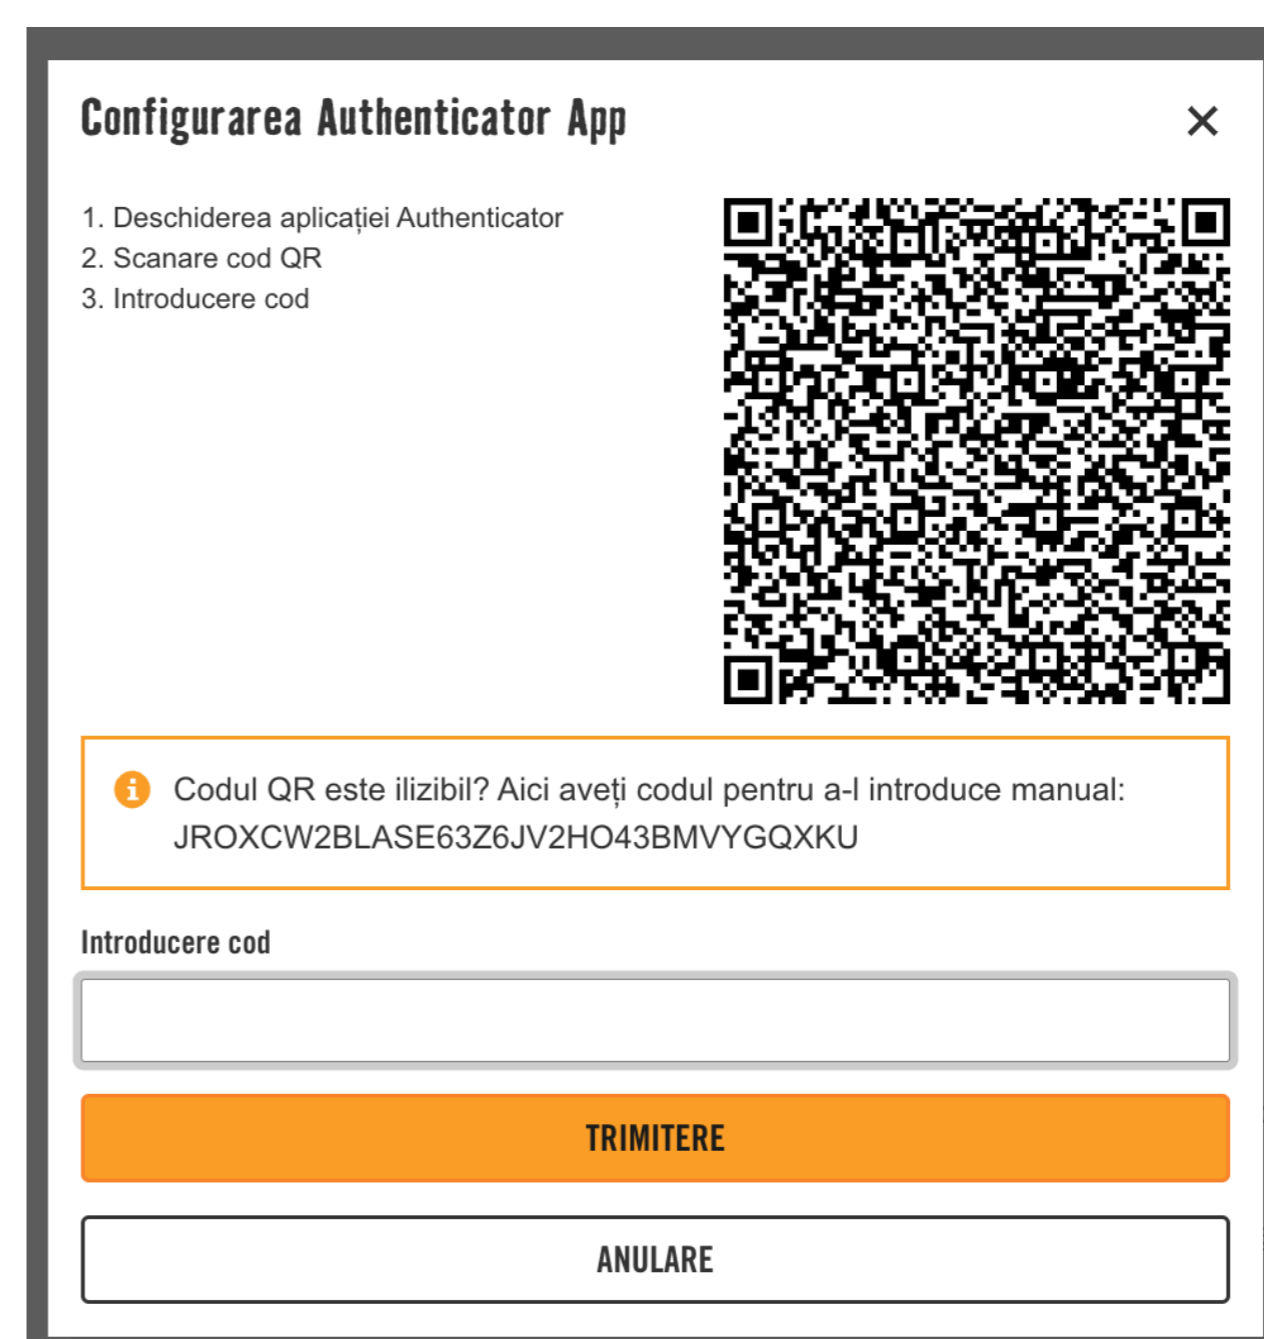 Configurarea Authenticator App
1. Deschiderea aplicației Authenticator
2. Scanare cod QR
3. Introducere cod
Codul QR este ilizibil? Aici aveți codul pentru a-l introduce manual:
JROXCW2BLASE63Z6JV2HO43BMVYGQXKU
Introducere cod
TRIMITERE
ANULARE